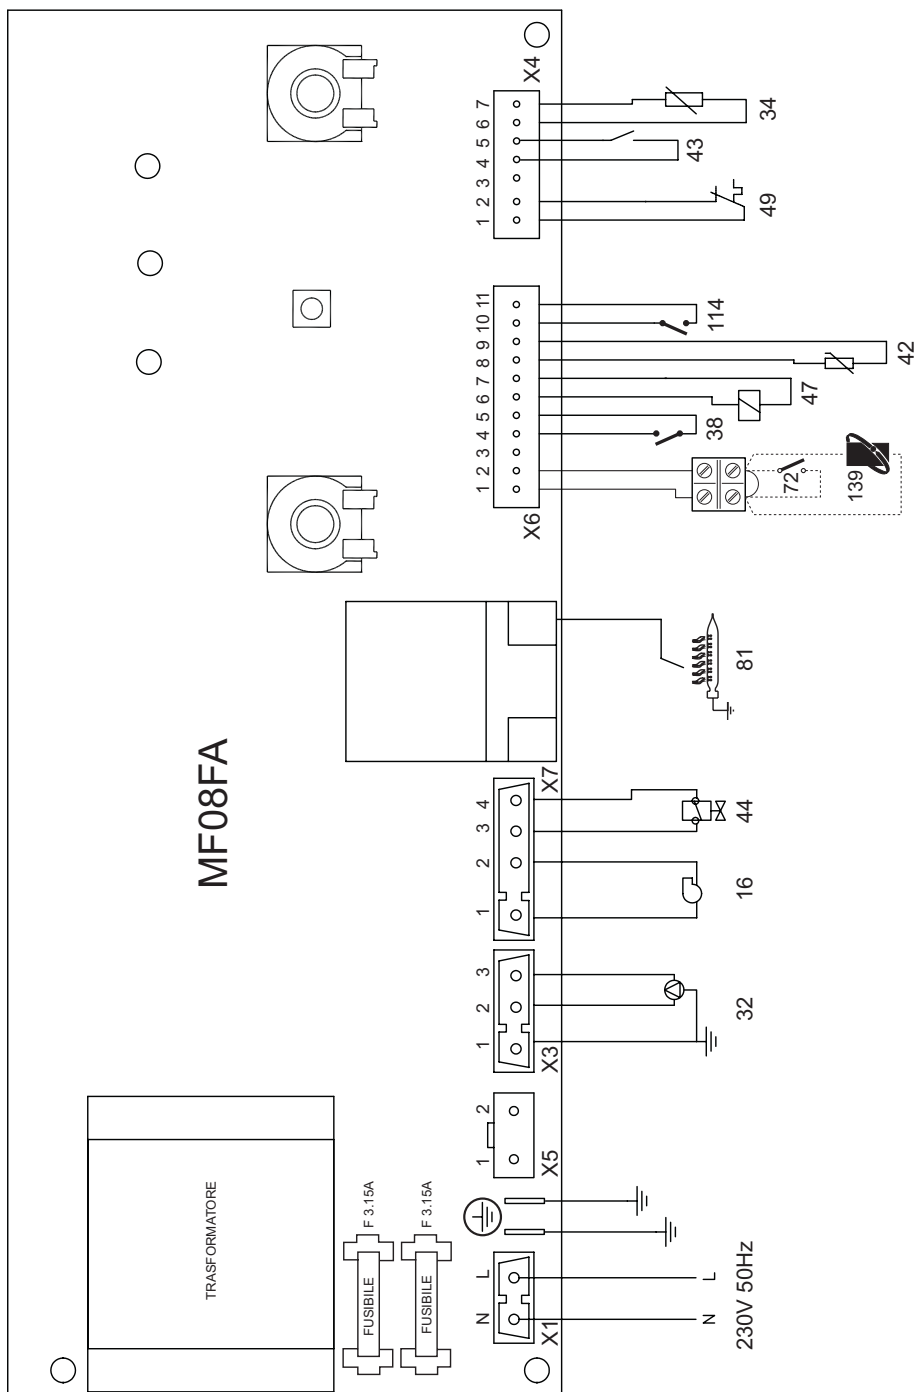 MF08FA
TRASFORMATORE
FUSIBILE
F 3.15A
FUSIBILE
F 3.15A
N L
X1
N L
230V 50Hz
1 2
X5
1 2 3
X3
32
1 2 3 4
X7
16
44
81
1 2 3 4 5 6 7 8 9 10 11
X6
72
139
38
47
42
114
1 2 3 4 5 6 7
X4
49
43
34